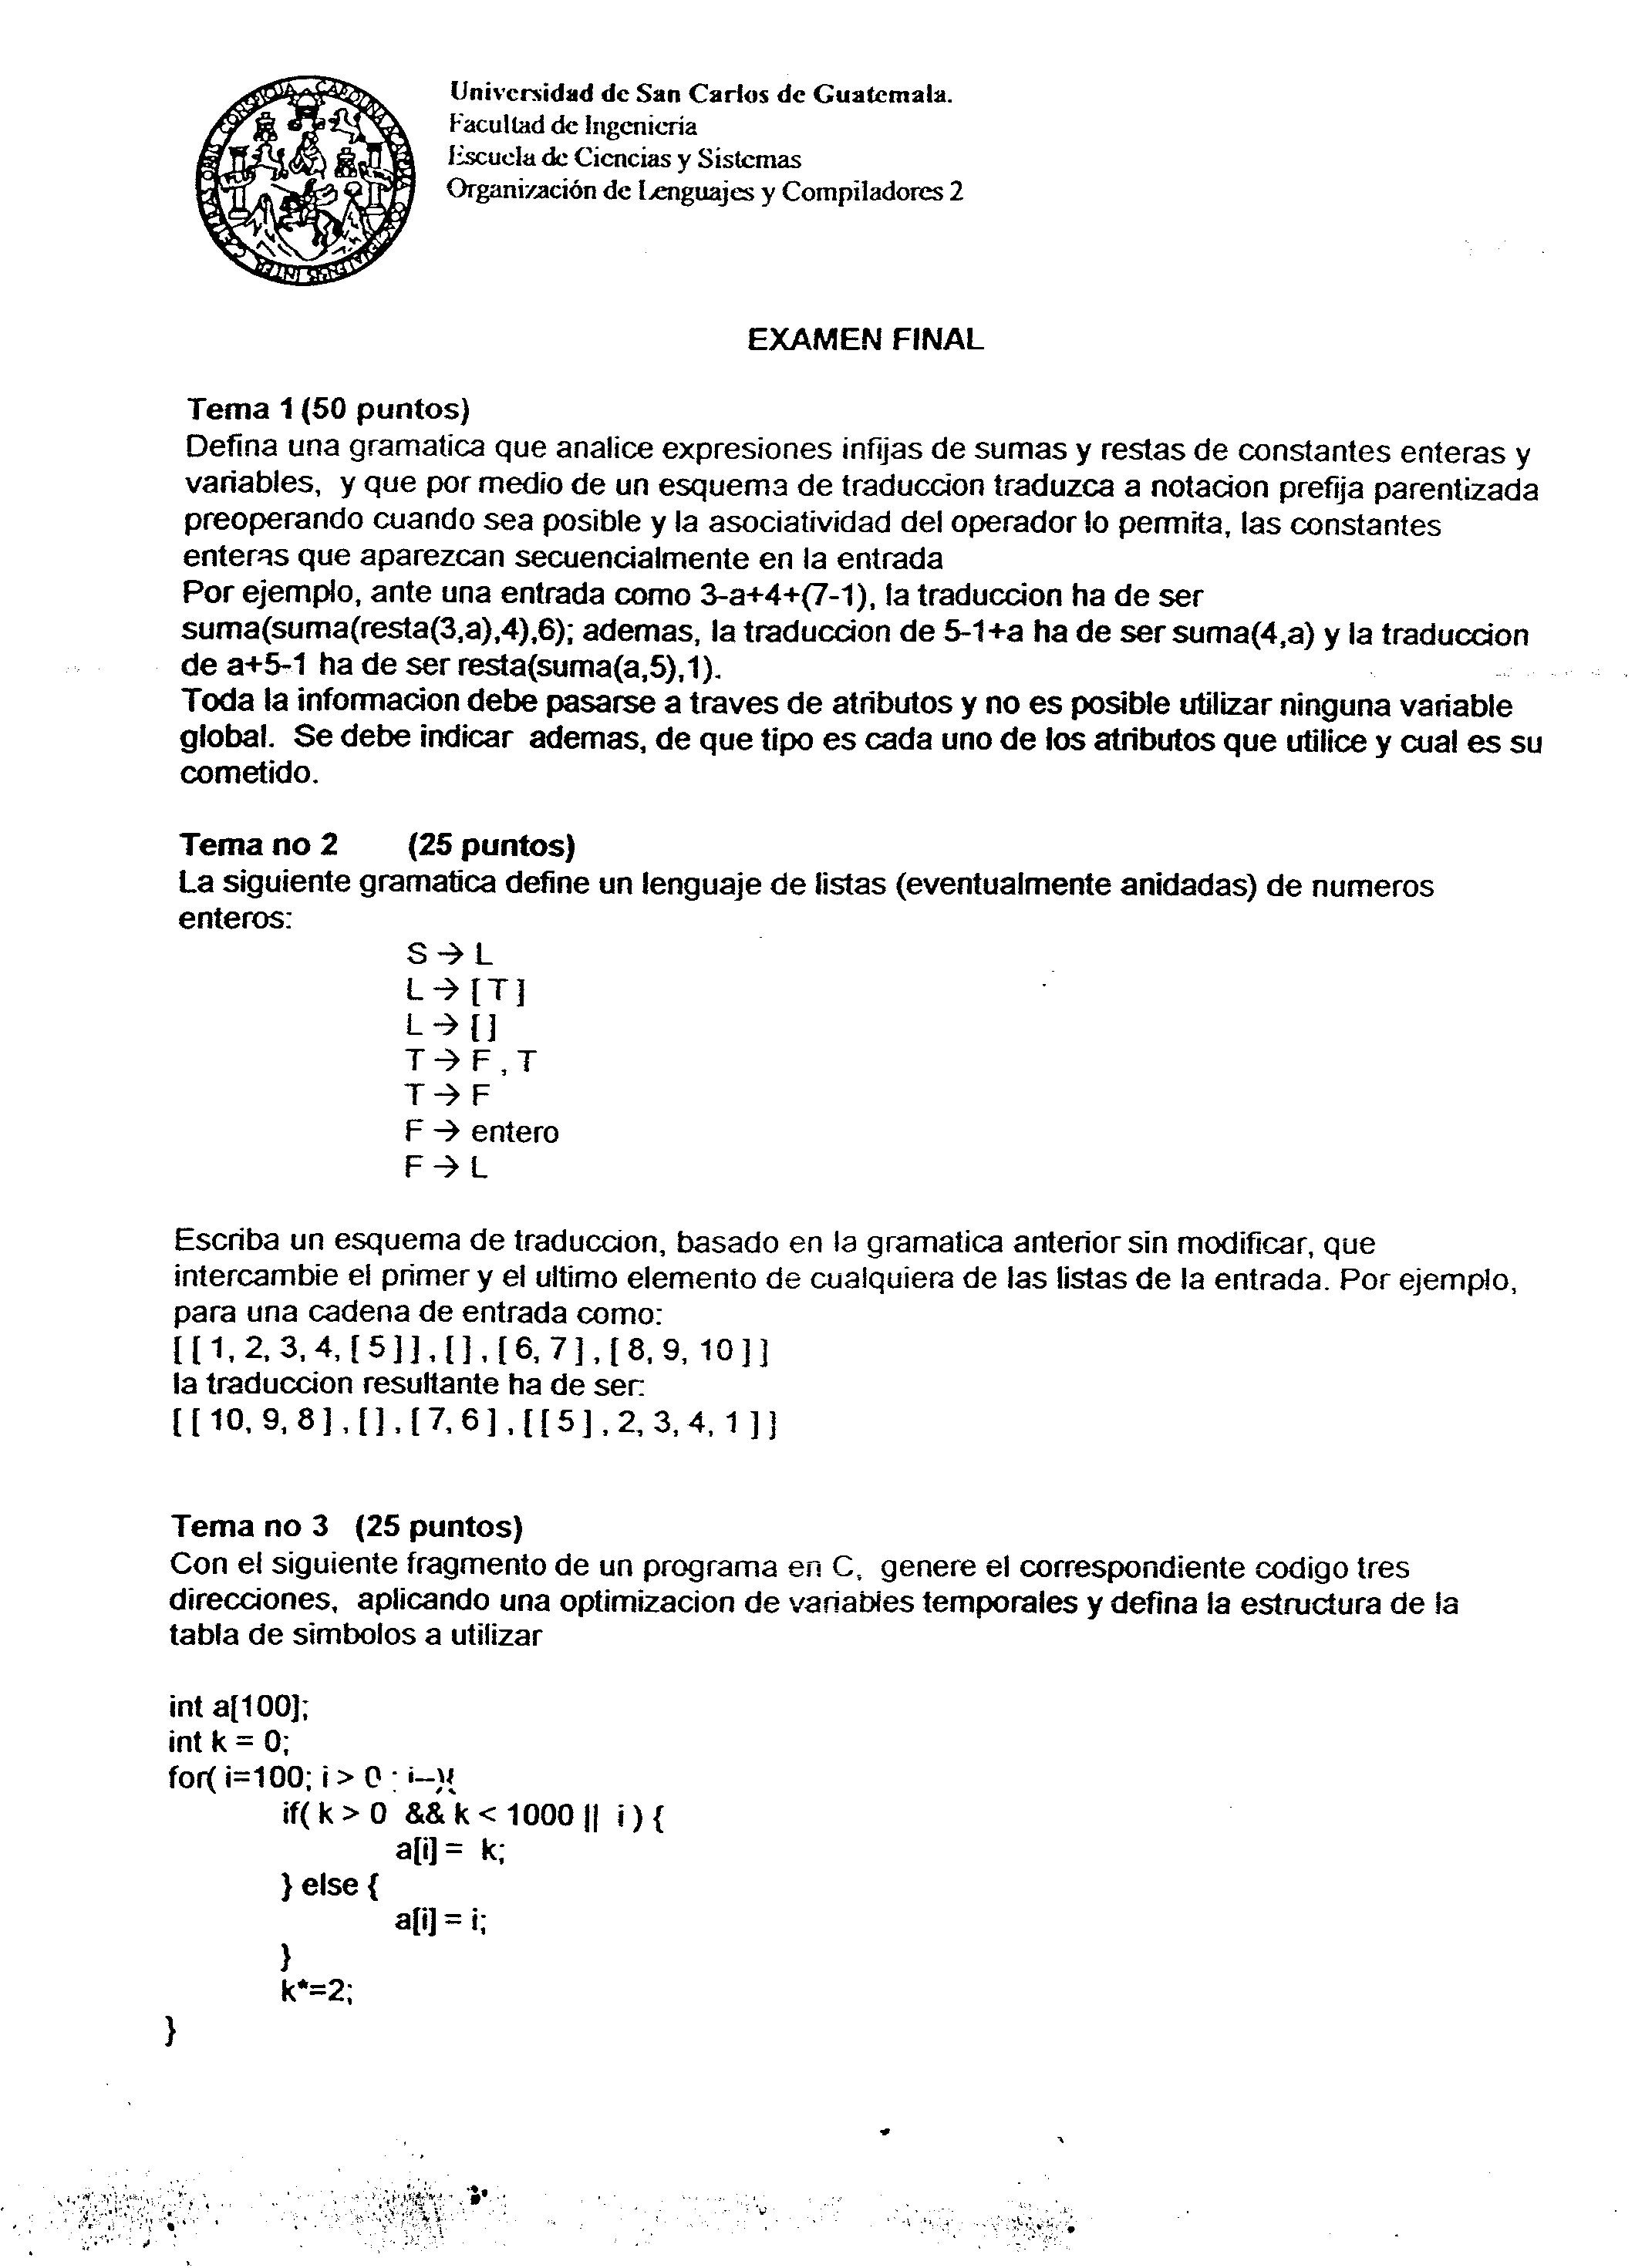 Universidad de San Carlos de Guatemala.
Facultad de Ingeniería
Escuela de Ciencias y Sistemas
Organización de Lenguajes y Compiladores 2
EXAMEN FINAL
Tema 1 (50 puntos)
Defina una gramatica que analice expresiones infijas de sumas y restas de constantes enteras y
variables, y que por medio de un esquema de traduccion traduzca a notacion prefija parentizada
preoperando cuando sea posible y la asociatividad del operador lo permita, las constantes
enteras que aparezcan secuencialmente en la entrada
Por ejemplo, ante una entrada como 3-a+4+(7-1), la traduccion ha de ser
suma(suma(resta(3,a),4),6); ademas, la traduccion de 5-1+a ha de ser suma(4,a) y la traduccion
de a+5-1 ha de ser resta(suma(a,5),1).
Toda la informacion debe pasarse a traves de atributos y no es posible utilizar ninguna variable
global. Se debe indicar ademas, de que tipo es cada uno de los atributos que utilice y cual es su
cometido.
Tema no 2 (25 puntos)
La siguiente gramatica define un lenguaje de listas (eventualmente anidadas) de numeros
enteros:
S → L
L → [ T ]
L → [ ]
T → F , T
T → F
F → entero
F → L
Escriba un esquema de traduccion, basado en la gramatica anterior sin modificar, que
intercambie el primer y el ultimo elemento de cualquiera de las listas de la entrada. Por ejemplo,
para una cadena de entrada como:
[ [ 1, 2, 3, 4, [ 5 ] ] , [ ] , [ 6, 7 ] , [ 8, 9, 10 ] ]
la traduccion resultante ha de ser:
[ [ 10, 9, 8 ] , [ ] , [ 7, 6 ] , [ [ 5 ] , 2, 3, 4, 1 ] ]
Tema no 3 (25 puntos)
Con el siguiente fragmento de un programa en C, genere el correspondiente codigo tres
direcciones, aplicando una optimizacion de variables temporales y defina la estructura de la
tabla de simbolos a utilizar
int a[100];
int k = 0;
for( i=100; i > 0 ; i--){
if( k > 0 && k < 1000 || i ) {
a[i] = k;
} else {
a[i] = i;
}
k*=2;
}